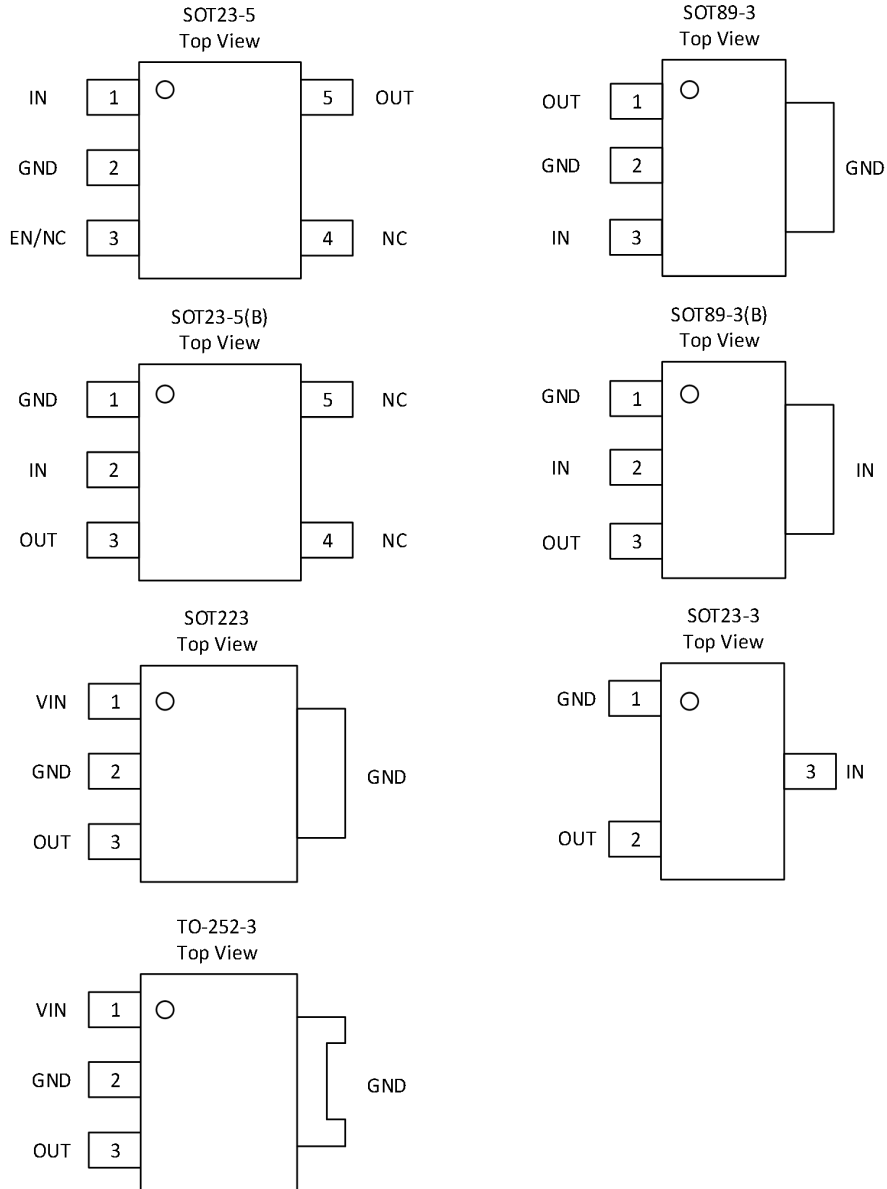 SOT23-5
Top View
IN 1 5 OUT
GND 2
EN/NC 3 4 NC
SOT89-3
Top View
OUT 1
GND 2 GND
IN 3
SOT23-5(B)
Top View
GND 1 5 NC
IN 2
OUT 3 4 NC
SOT89-3(B)
Top View
GND 1
IN 2 IN
OUT 3
SOT223
Top View
VIN 1
GND 2 GND
OUT 3
SOT23-3
Top View
GND 1
3 IN
OUT 2
TO-252-3
Top View
VIN 1
GND 2 GND
OUT 3